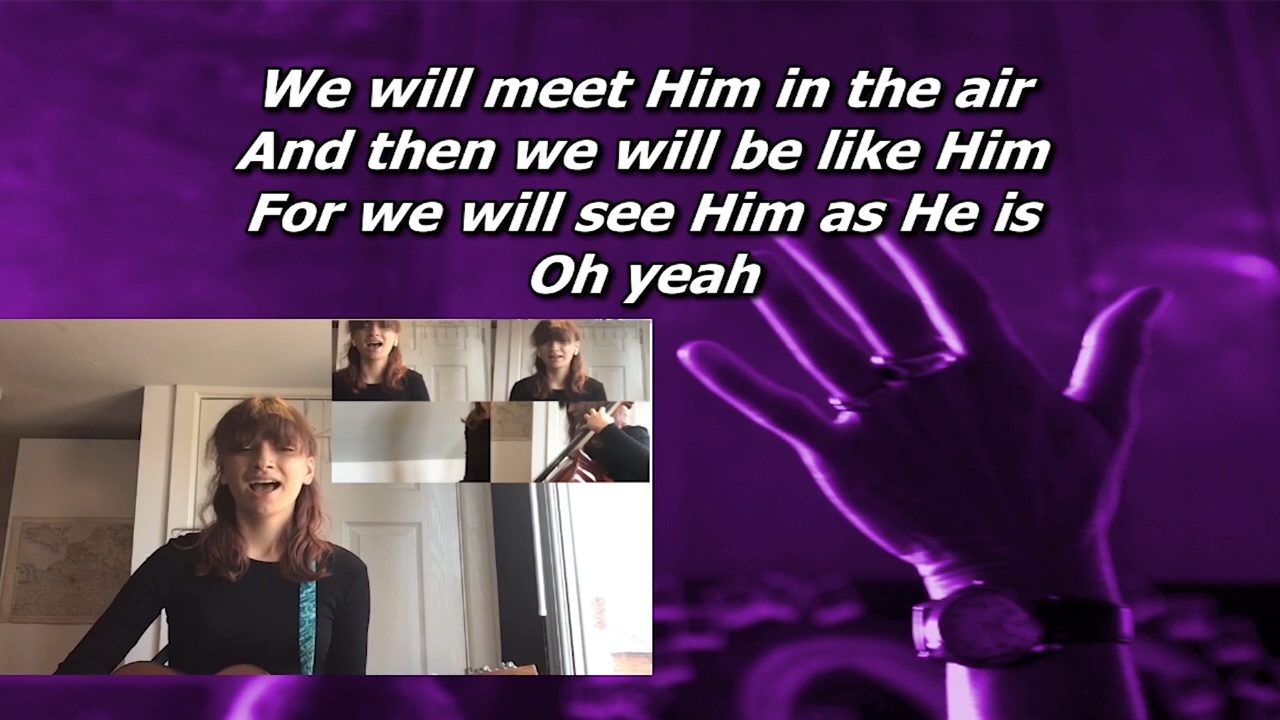 We will meet Him in the air
And then we will be like Him
For we will see Him as He is
Oh yeah